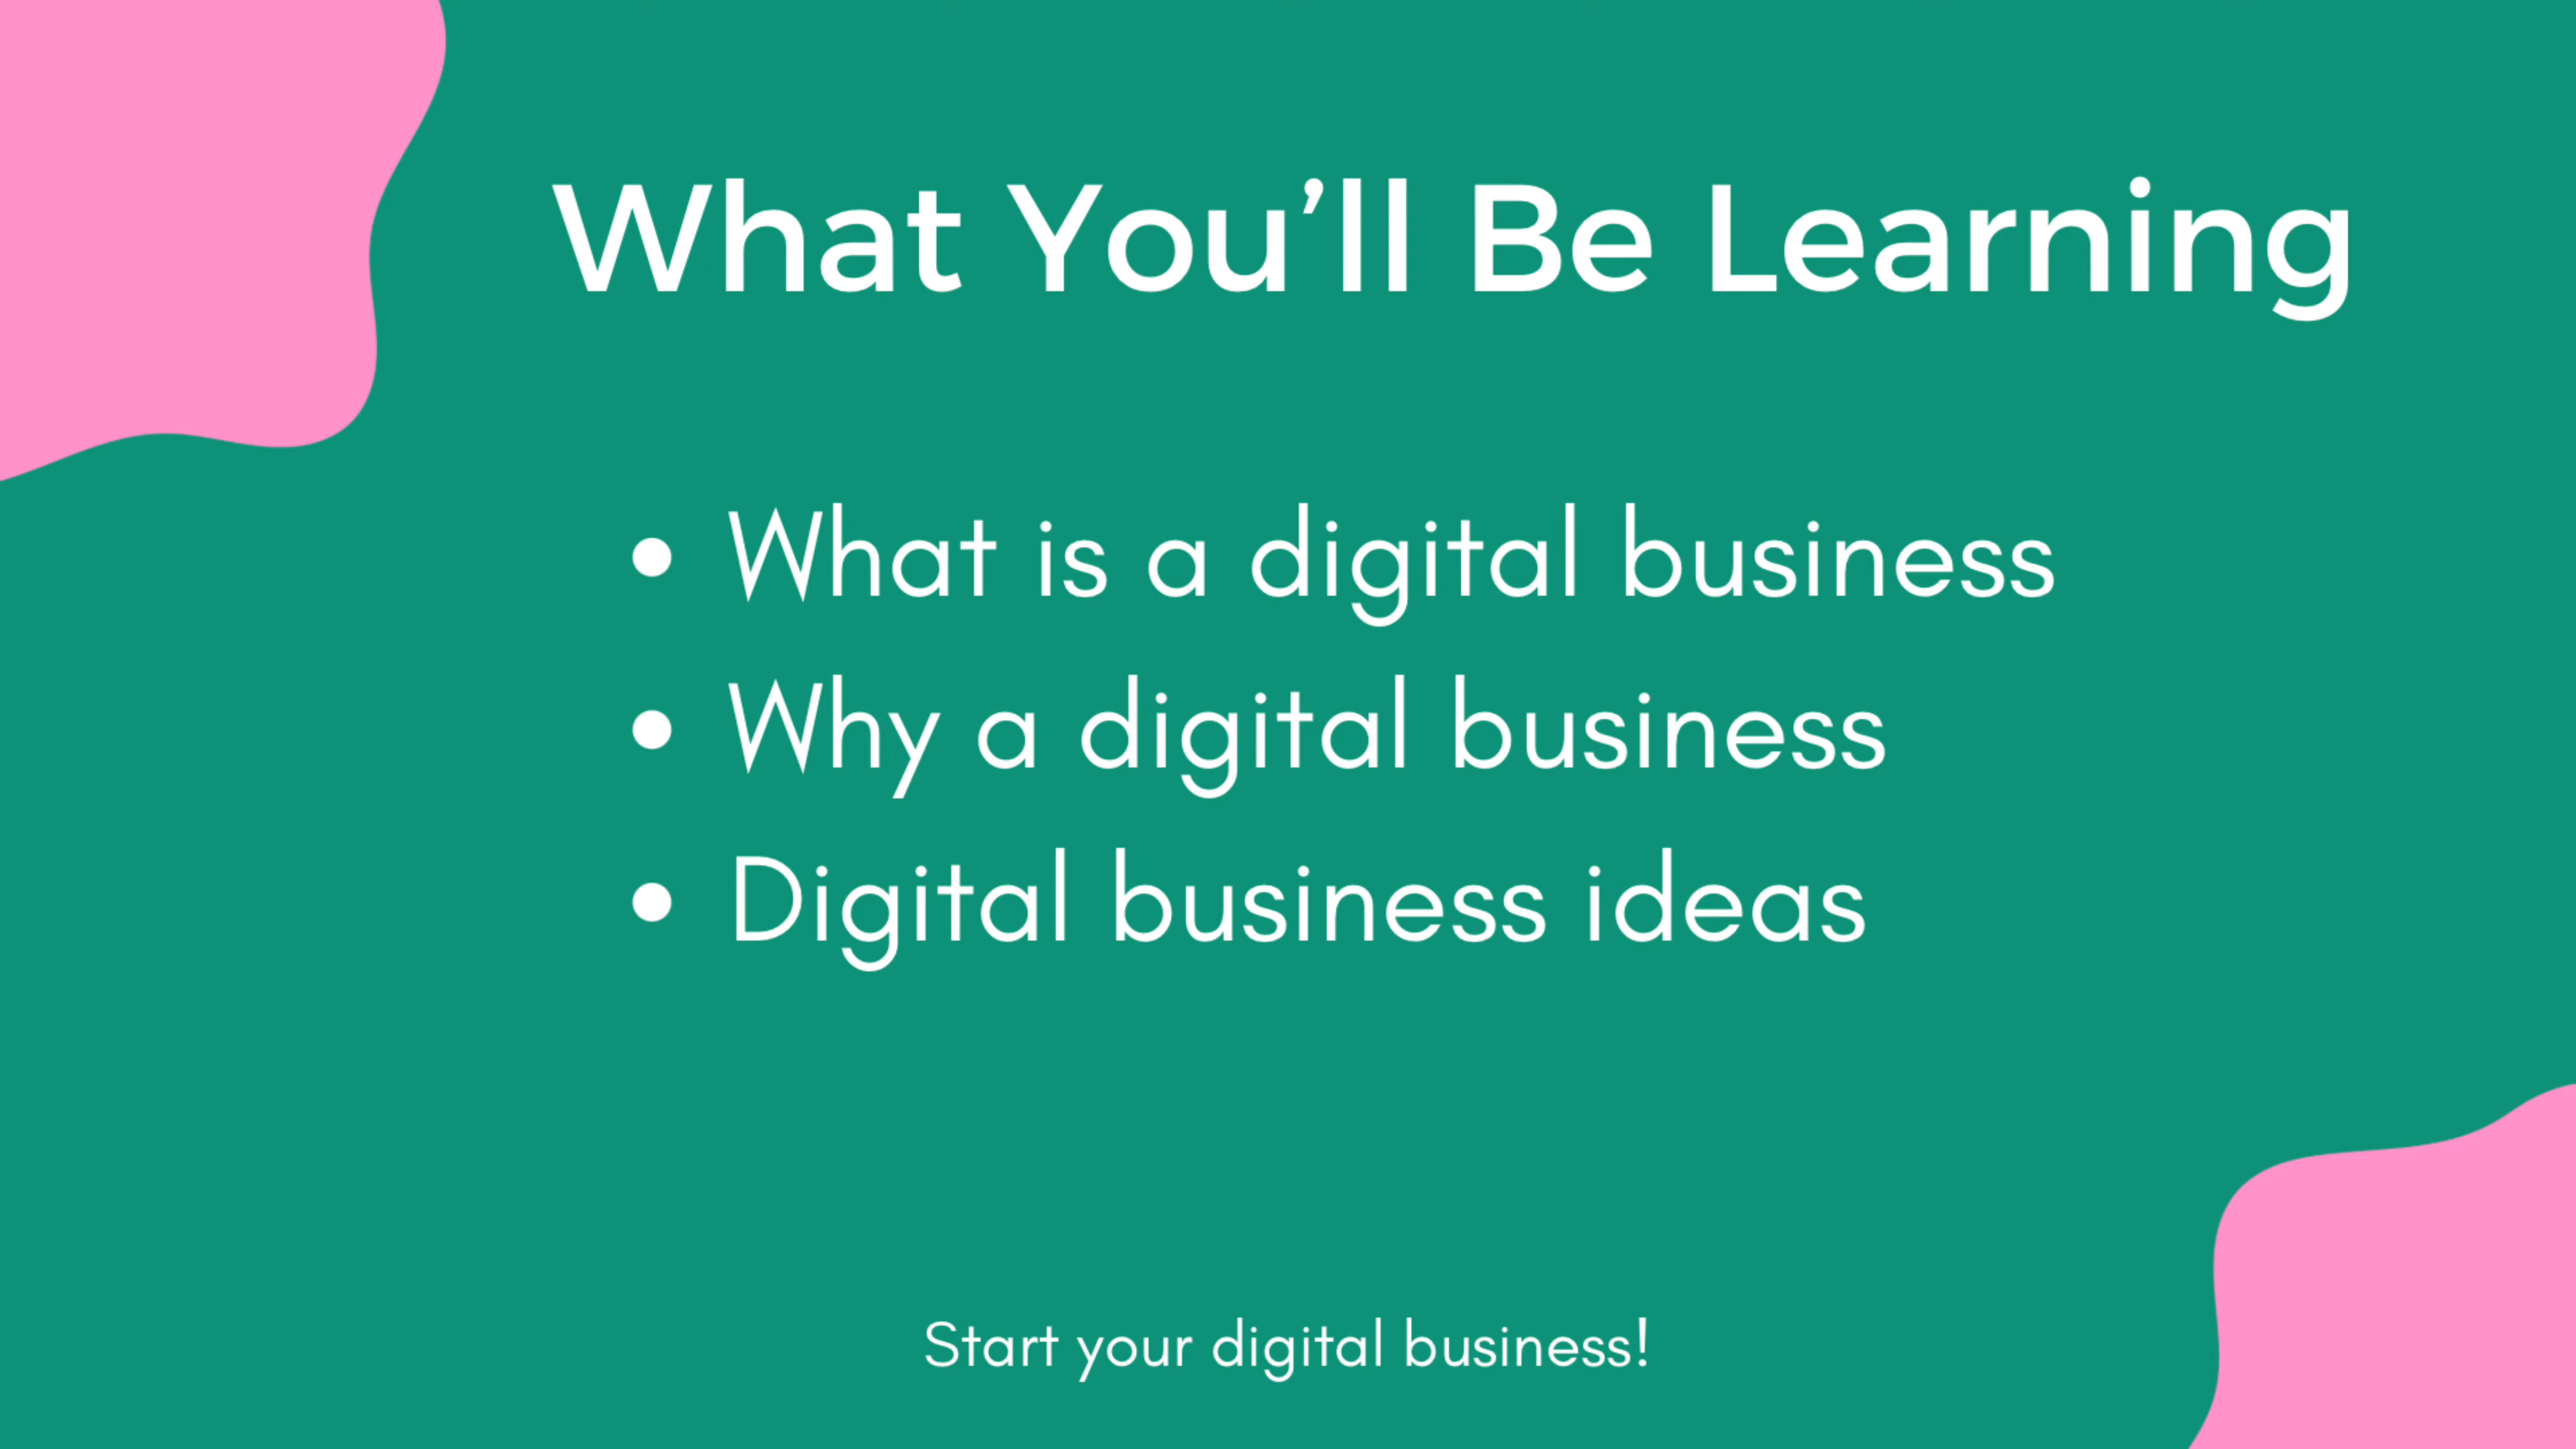 What You’ll Be Learning
• What is a digital business
• Why a digital business
• Digital business ideas
Start your digital business!